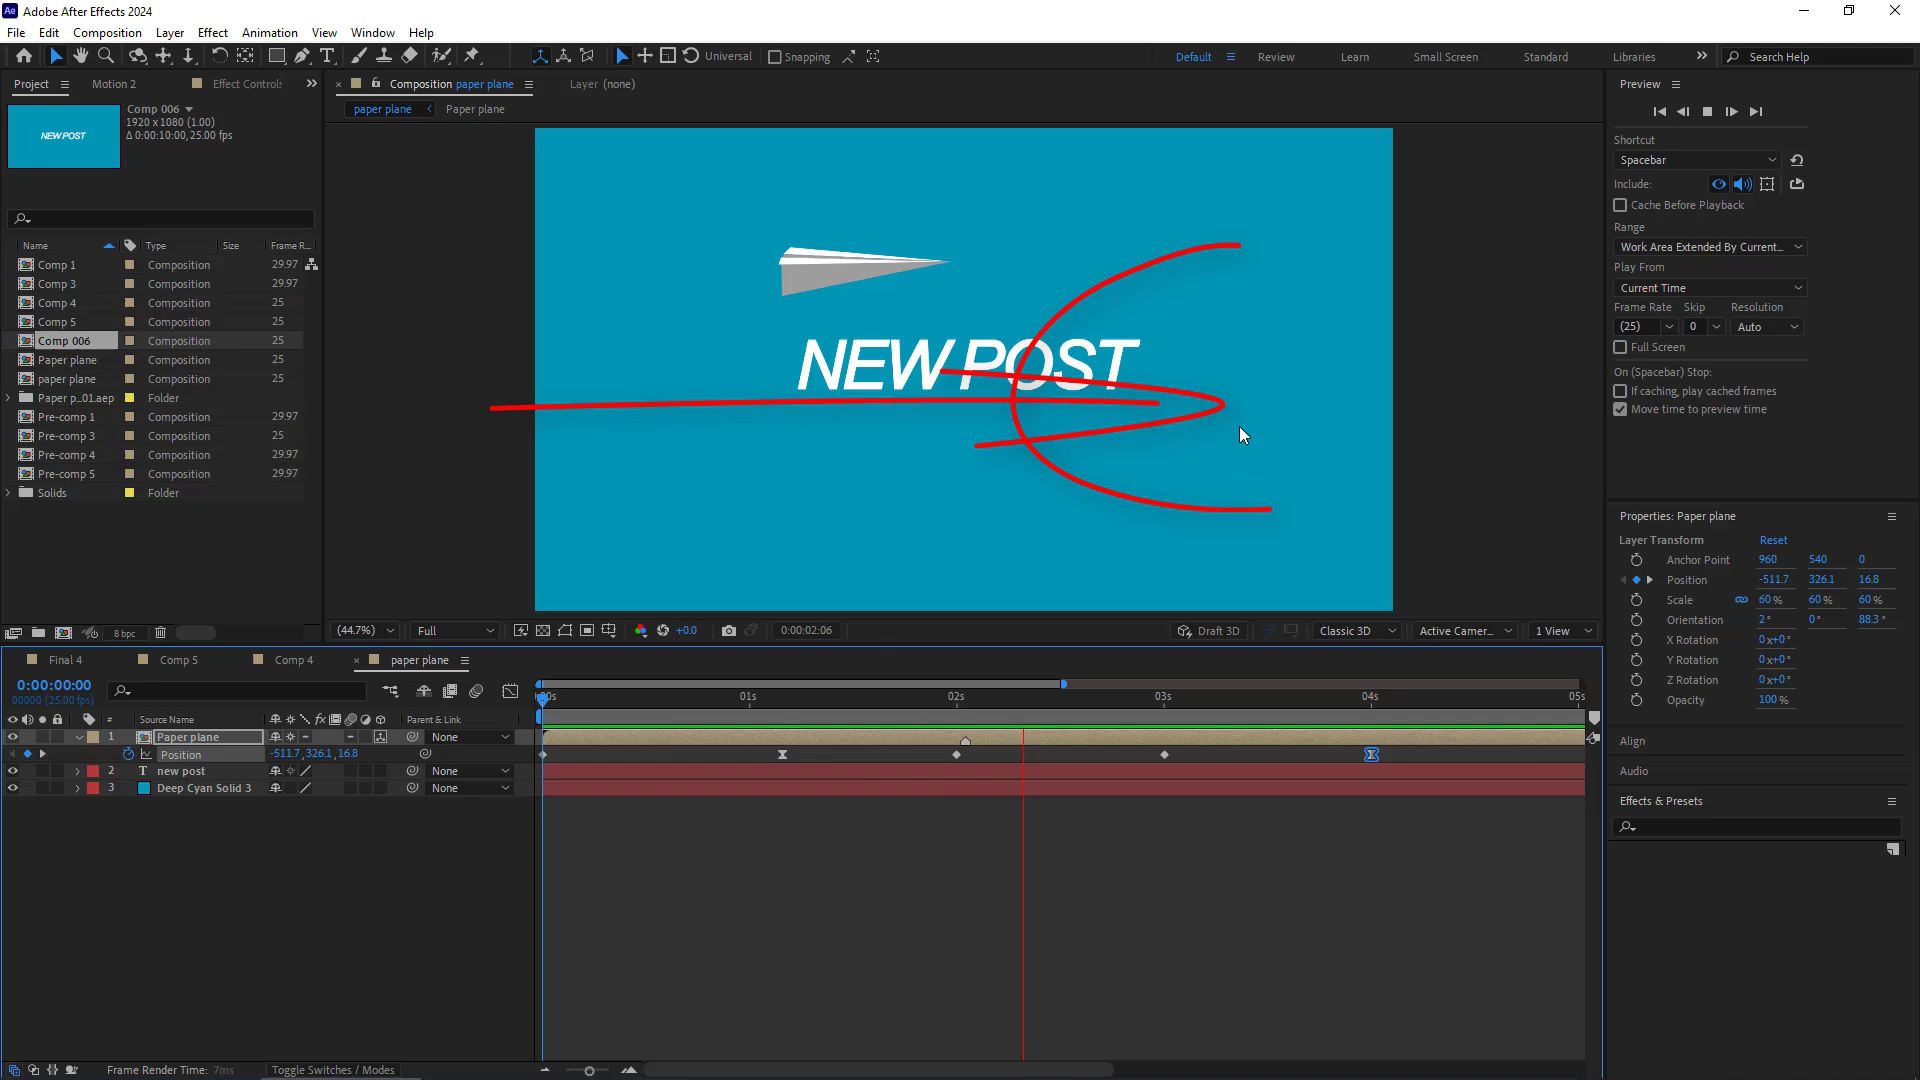 Adobe After Effects 2024
File Edit Composition Layer Effect Animation View Window Help
Universal Snapping Default Review Learn Small Screen Standard Libraries Search Help
Project Motion 2 Effect Controls
Composition paper plane Layer (none)
paper plane Paper plane
Comp 006
1920 x 1080 (1.00)
Δ 0:00:10:00, 25.00 fps
NEW POST
Name Type Size Frame R...
Comp 1 Composition 29.97
Comp 3 Composition 29.97
Comp 4 Composition 25
Comp 5 Composition 25
Comp 006 Composition 25
Paper plane Composition 25
paper plane Composition 25
Paper p...01.aep Folder
Pre-comp 1 Composition 29.97
Pre-comp 3 Composition 25
Pre-comp 4 Composition 29.97
Pre-comp 5 Composition 29.97
Solids Folder
8 bpc
NEW POST
(44.7%) Full +0.0 0:00:02:06 Draft 3D Classic 3D Active Camer... 1 View
Preview
Shortcut
Spacebar
Include:
Cache Before Playback
Range
Work Area Extended By Current...
Play From
Current Time
Frame Rate Skip Resolution
(25) 0 Auto
Full Screen
On (Spacebar) Stop:
If caching, play cached frames
Move time to preview time
Properties: Paper plane
Layer Transform Reset
Anchor Point 960 540 0
Position -511.7 326.1 16.8
Scale 60 % 60 % 60 %
Orientation 2° 0° 88.3°
X Rotation 0x+0°
Y Rotation 0x+0°
Z Rotation 0x+0°
Opacity 100 %
Align
Audio
Effects & Presets
Final 4 Comp 5 Comp 4 paper plane
0:00:00:00
00000 (25.00 fps)
00s 01s 02s 03s 04s 05s
# Source Name fx Parent & Link
1 Paper plane None
Position -511.7,326.1,16.8
2 T new post None
3 Deep Cyan Solid 3 None
Frame Render Time: 7ms Toggle Switches / Modes